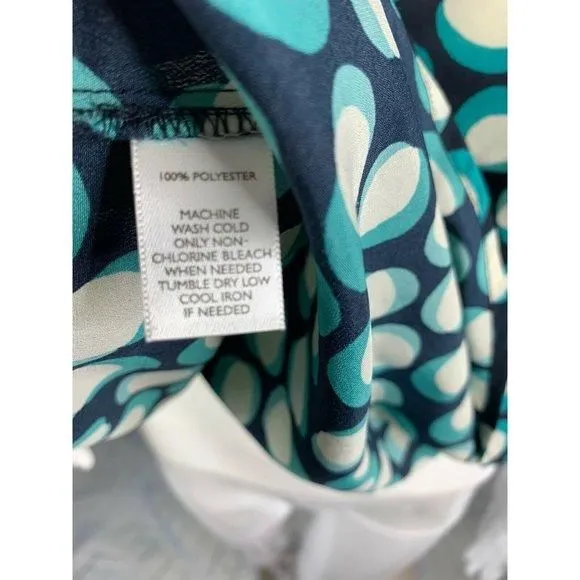 100% POLYESTER
MACHINE
WASH COLD
ONLY NON-
CHLORINE BLEACH
WHEN NEEDED
TUMBLE DRY LOW
COOL IRON
IF NEEDED